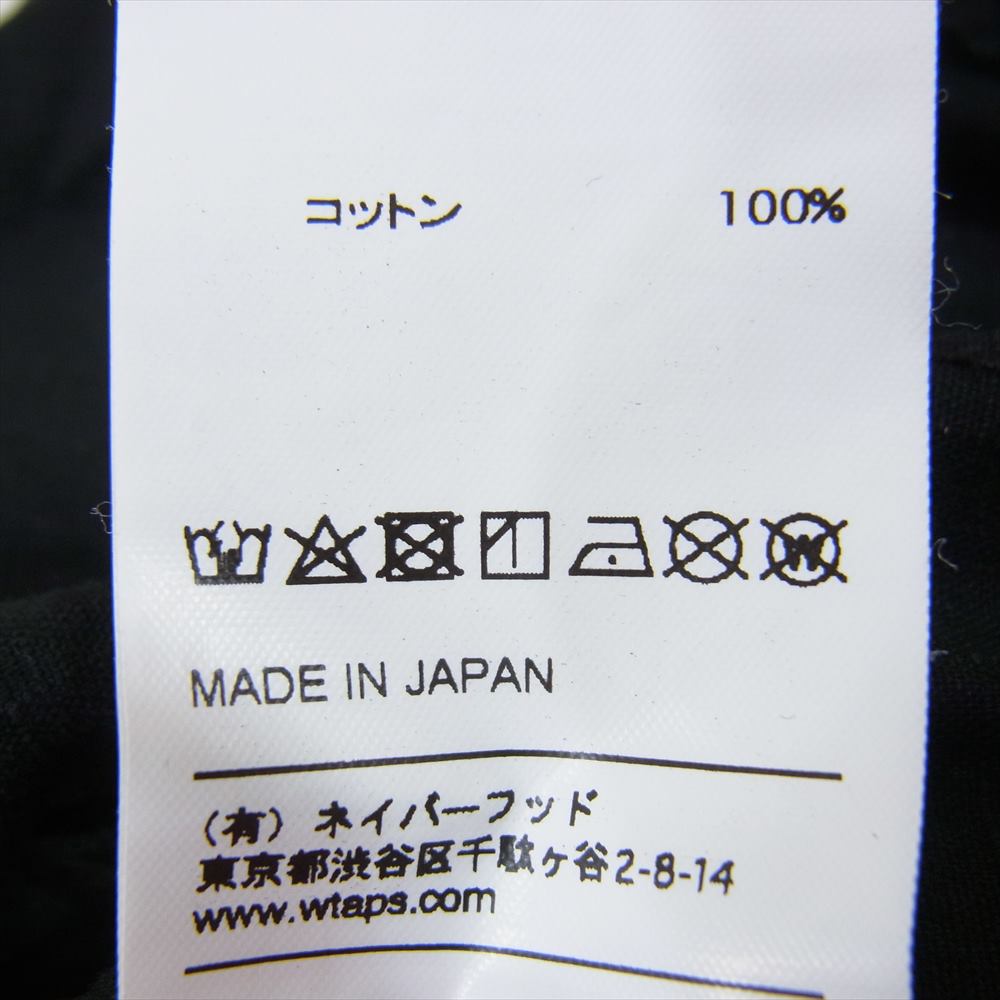 コットン 100%
W
MADE IN JAPAN
(有) ネイバーフッド
東京都渋谷区千駄ヶ谷2-8-14
www.wtaps.com